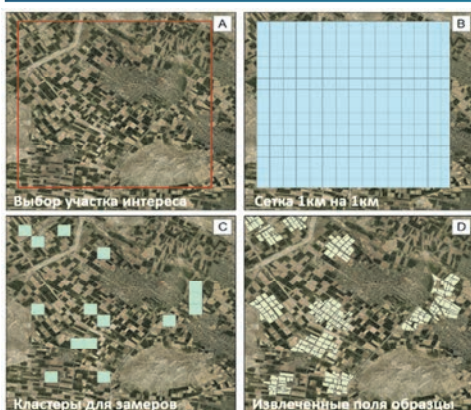 A
Выбор участка интереса
B
Сетка 1км на 1км
C
Кластеры для замеров
D
Извлеченные поля образцы